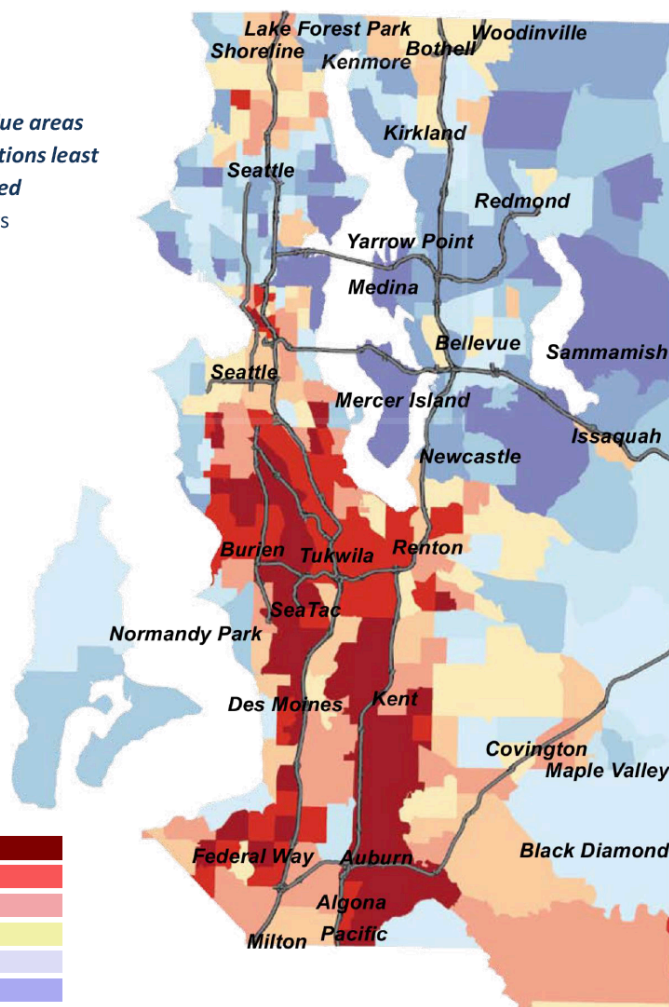 Lake Forest Park
Woodinville
Shoreline
Kenmore
Bothell
ue areas
tions least
ed
s
Kirkland
Seattle
Redmond
Yarrow Point
Medina
Bellevue
Sammamish
Seattle
Mercer Island
Issaquah
Newcastle
Burien
Tukwila
Renton
SeaTac
Normandy Park
Des Moines
Kent
Covington
Maple Valley
Black Diamond
Federal Way
Auburn
Algona
Pacific
Milton